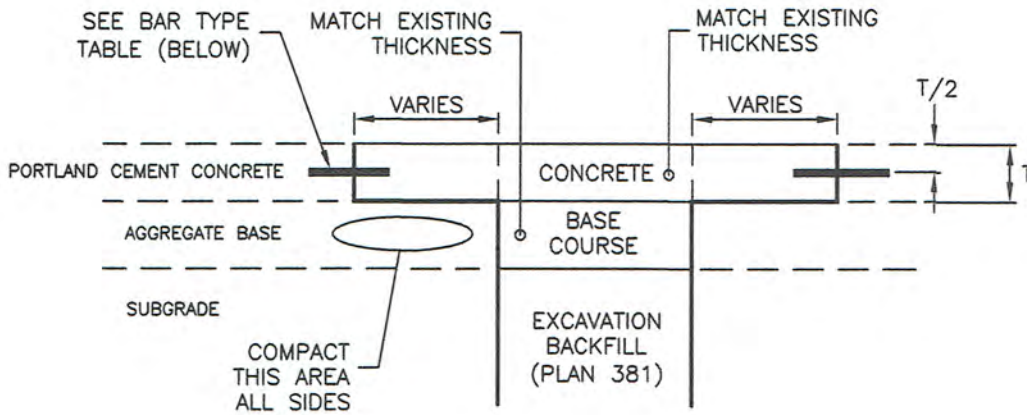 SEE BAR TYPE
TABLE (BELOW)
MATCH EXISTING
THICKNESS
MATCH EXISTING
THICKNESS
T/2
VARIES
VARIES
PORTLAND CEMENT CONCRETE
CONCRETE
T
AGGREGATE BASE
BASE
COURSE
SUBGRADE
EXCAVATION
BACKFILL
(PLAN 381)
COMPACT
THIS AREA
ALL SIDES